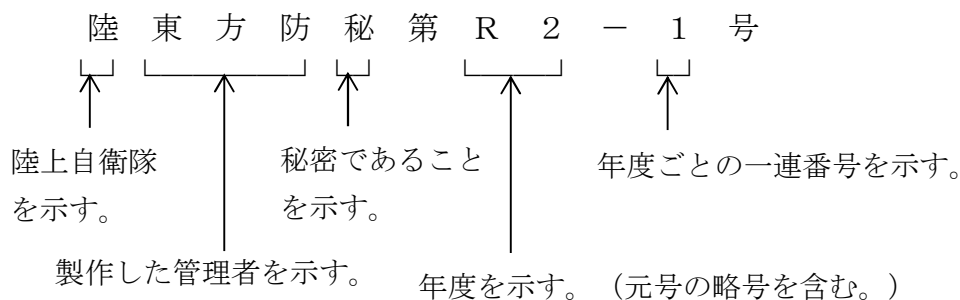 陸東方防秘第R2－1号
陸上自衛隊
を示す。
秘密であること
を示す。
年度ごとの一連番号を示す。
製作した管理者を示す。
年度を示す。（元号の略号を含む。）